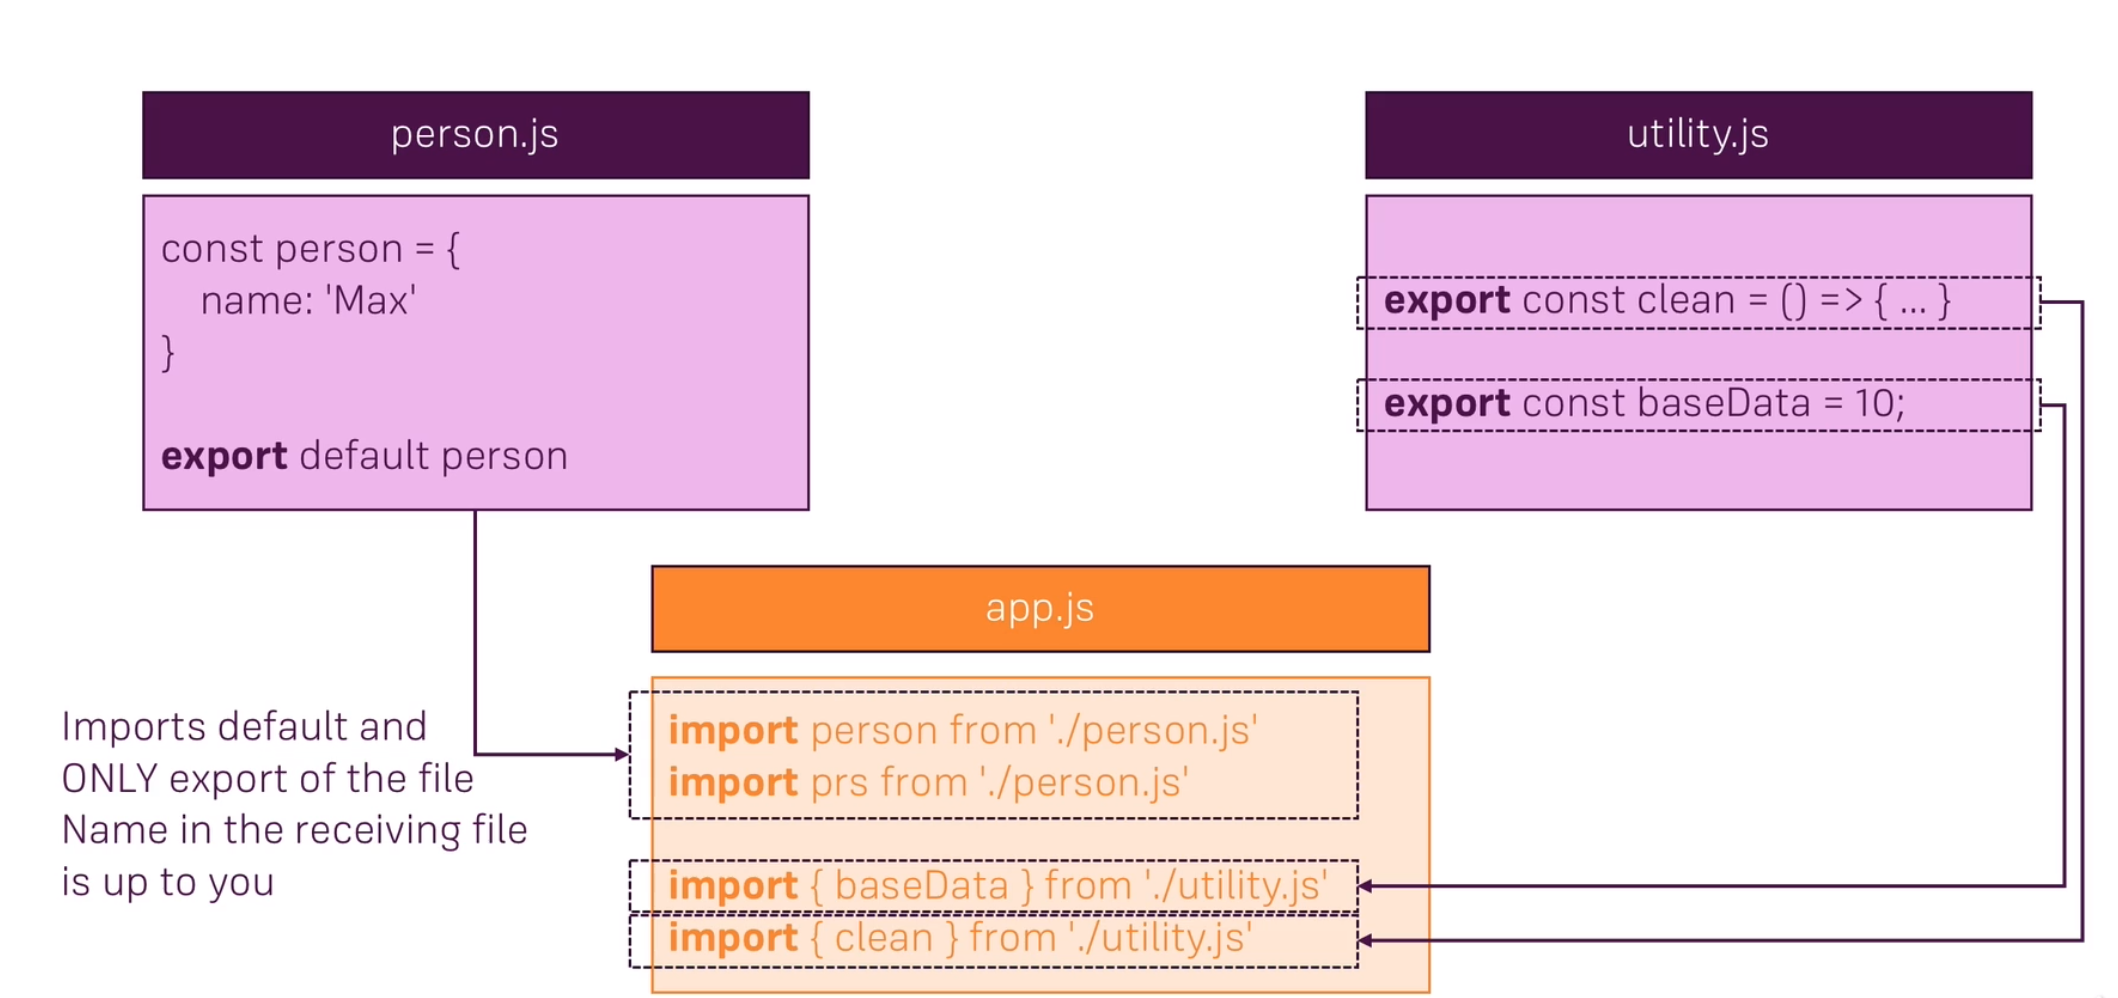 person.js
const person = {
name: 'Max'
}
export default person
utility.js
export const clean = () => { ... }
export const baseData = 10;
app.js
import person from './person.js'
import prs from './person.js'
import { baseData } from './utility.js'
import { clean } from './utility.js'
Imports default and
ONLY export of the file
Name in the receiving file
is up to you